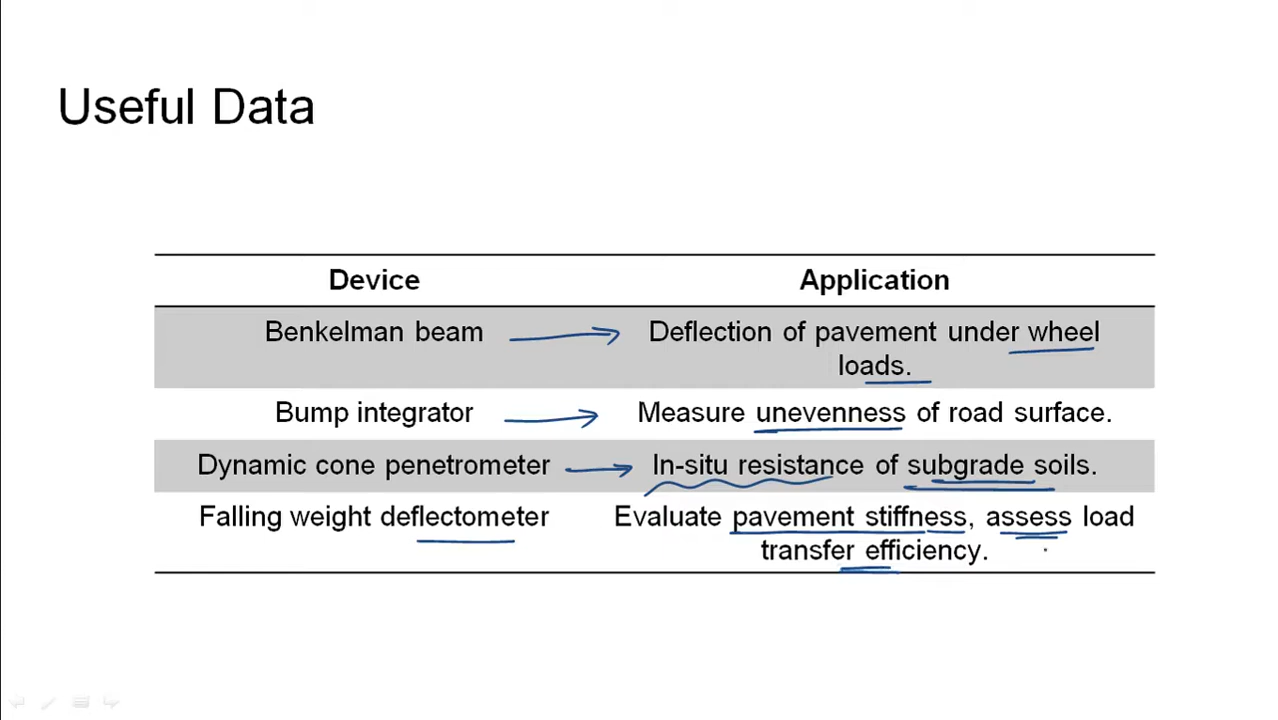 Useful Data
Device Application
Benkelman beam Deflection of pavement under wheel
loads.
Bump integrator Measure unevenness of road surface.
Dynamic cone penetrometer In-situ resistance of subgrade soils.
Falling weight deflectometer Evaluate pavement stiffness, assess load
transfer efficiency.